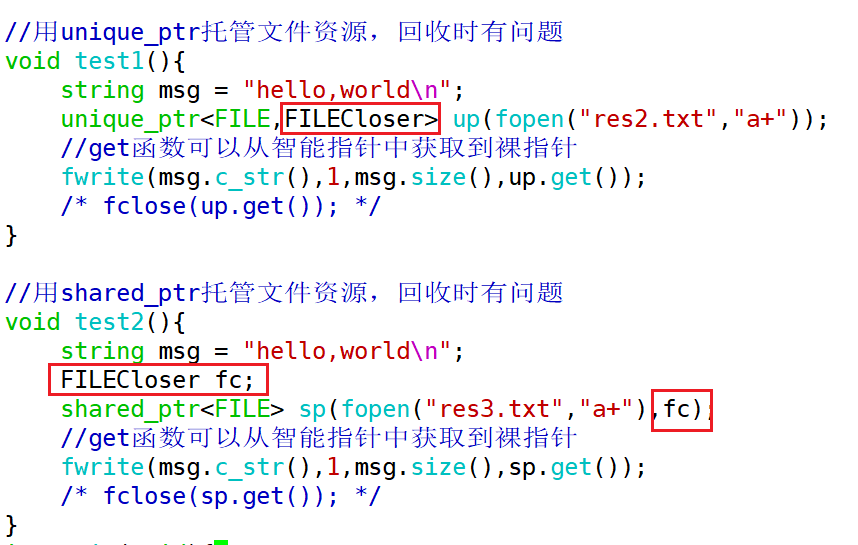 //用unique_ptr托管文件资源，回收时有问题
void test1(){
    string msg = "hello,world\n";
    unique_ptr<FILE,FILECloser> up(fopen("res2.txt","a+"));
    //get函数可以从智能指针中获取到裸指针
    fwrite(msg.c_str(),1,msg.size(),up.get());
    /* fclose(up.get()); */
}

//用shared_ptr托管文件资源，回收时有问题
void test2(){
    string msg = "hello,world\n";
    FILECloser fc;
    shared_ptr<FILE> sp(fopen("res3.txt","a+"),fc);
    //get函数可以从智能指针中获取到裸指针
    fwrite(msg.c_str(),1,msg.size(),sp.get());
    /* fclose(sp.get()); */
}